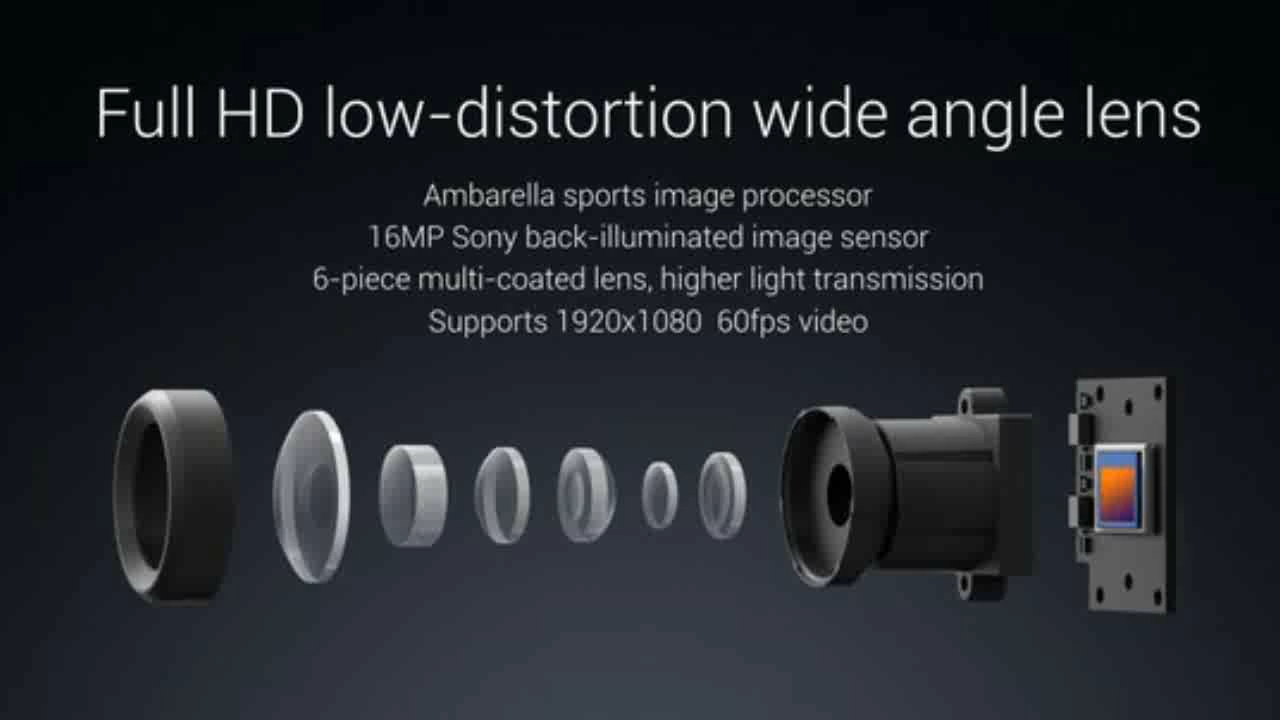 Full HD low-distortion wide angle lens
Ambarella sports image processor
16MP Sony back-illuminated image sensor
6-piece multi-coated lens, higher light transmission
Supports 1920x1080  60fps video